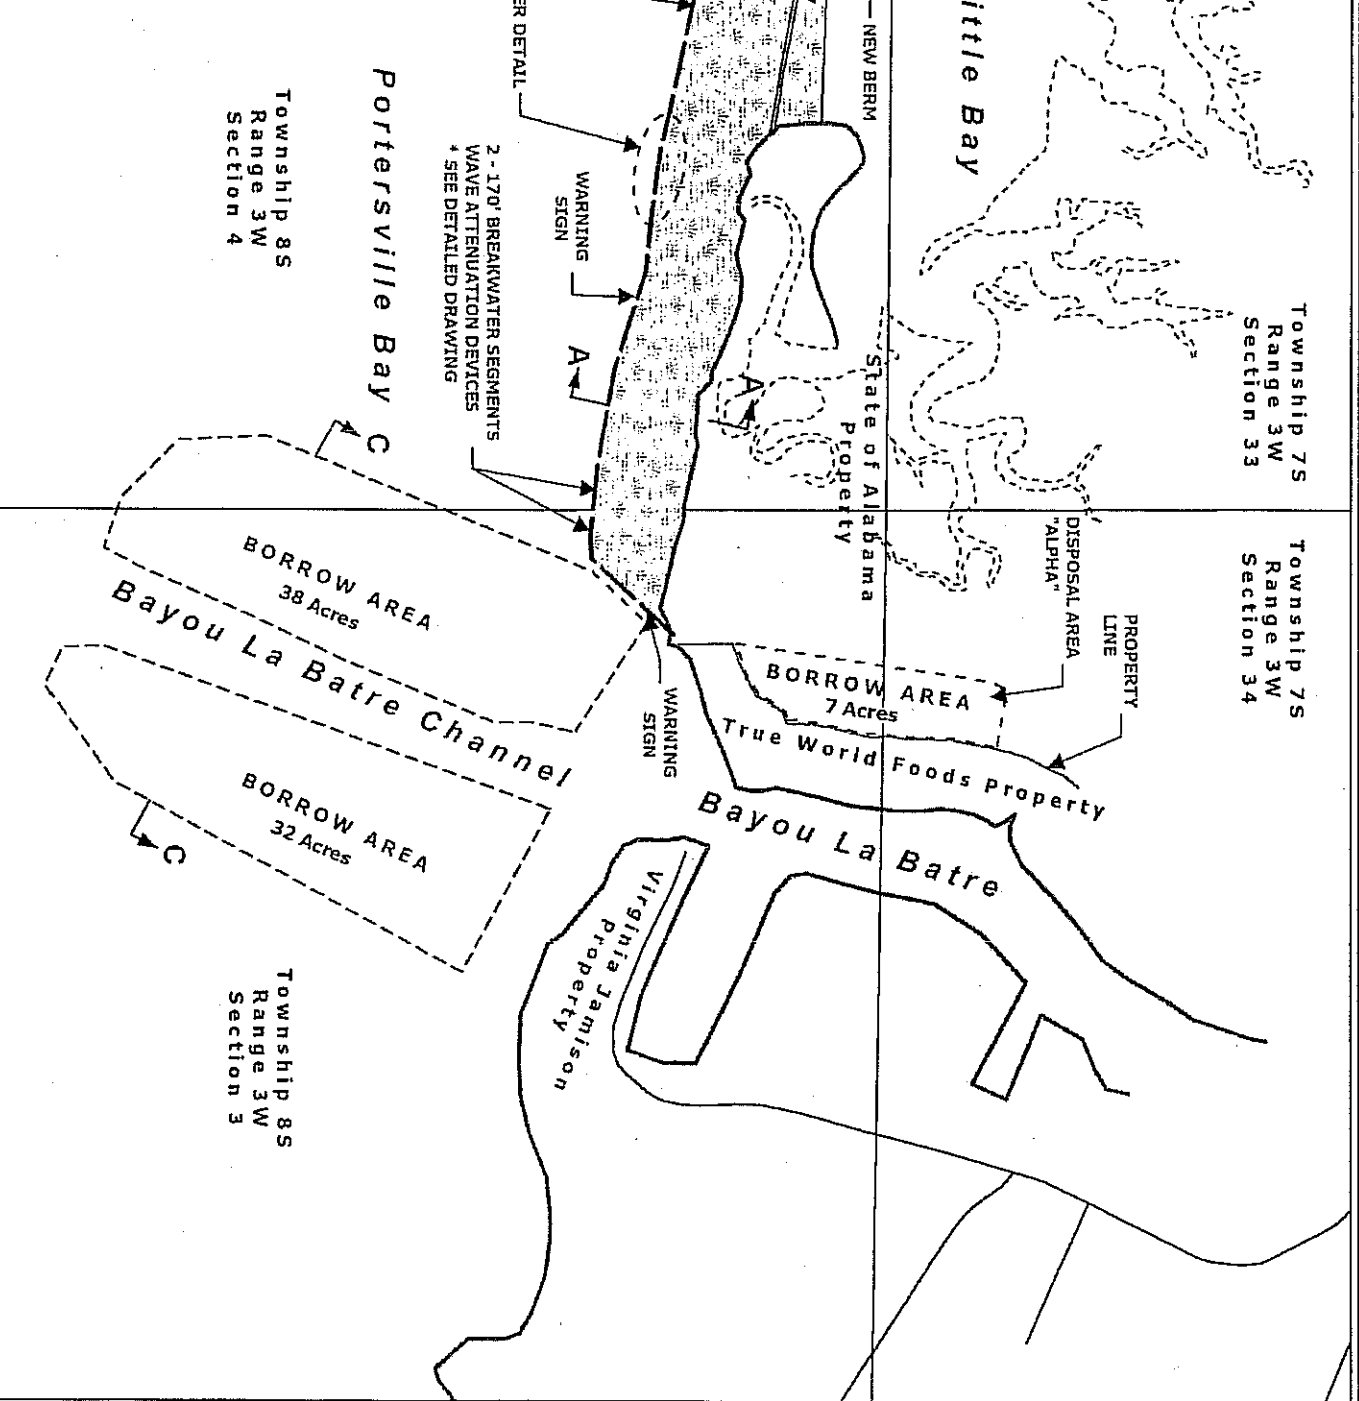 ittle Bay
NEW BERM
ER DETAIL
Portersville Bay
Township 8S
Range 3W
Section 4
2 - 170' BREAKWATER SEGMENTS
WAVE ATTENUATION DEVICES
* SEE DETAILED DRAWING
WARNING
SIGN
A
A
State of Alabama
Property
Township 7S
Range 3W
Section 33
Township 7S
Range 3W
Section 34
DISPOSAL AREA
"ALPHA"
PROPERTY
LINE
BORROW AREA
7 Acres
True World Foods Property
WARNING
SIGN
C
BORROW AREA
38 Acres
Bayou La Batre Channel
BORROW AREA
32 Acres
C
Bayou La Batre
Virginia Jamison
Property
Township 8S
Range 3W
Section 3